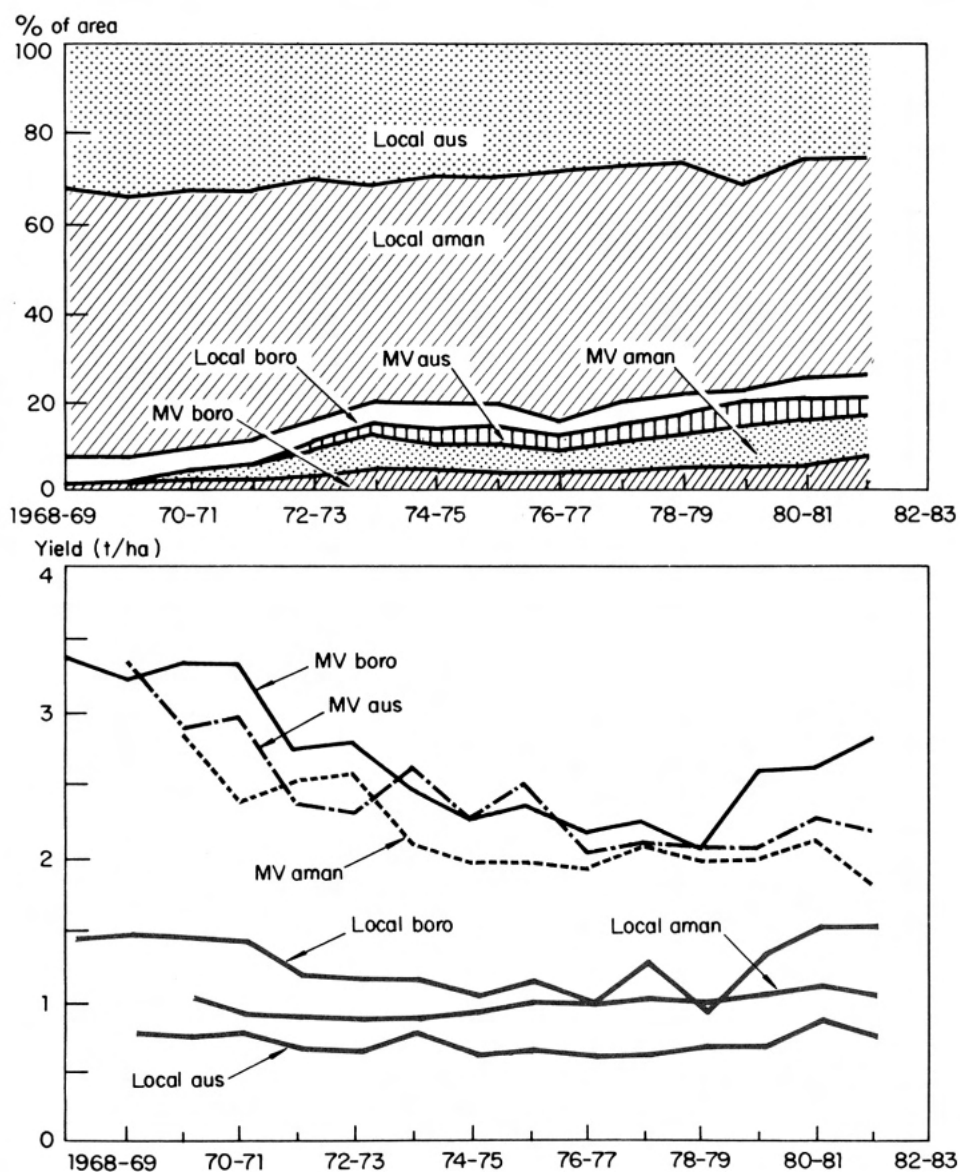 % of area
100
Local aus
80
60
Local aman
40
Local boro
MV aus
MV aman
MV boro
20
0
1968-69 70-71 72-73 74-75 76-77 78-79 80-81 82-83
Yield (t/ha)
4
MV boro
3
MV aus
2
MV aman
Local boro
Local aman
1
Local aus
0
1968-69 70-71 72-73 74-75 76-77 78-79 80-81 82-83